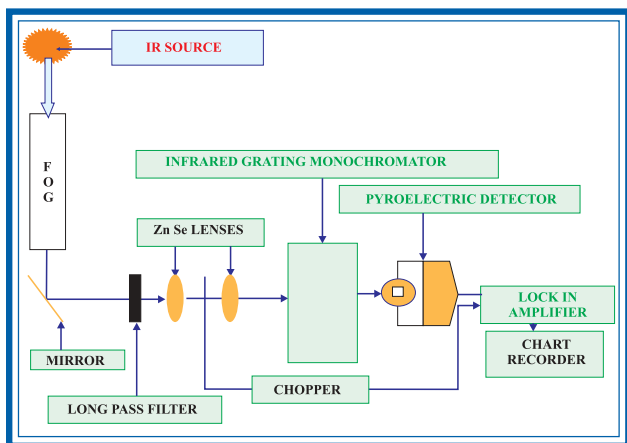 IR SOURCE
F
O
G
INFRARED GRATING MONOCHROMATOR
PYROELECTRIC DETECTOR
Zn Se LENSES
LOCK IN
AMPLIFIER
CHART
RECORDER
MIRROR
CHOPPER
LONG PASS FILTER